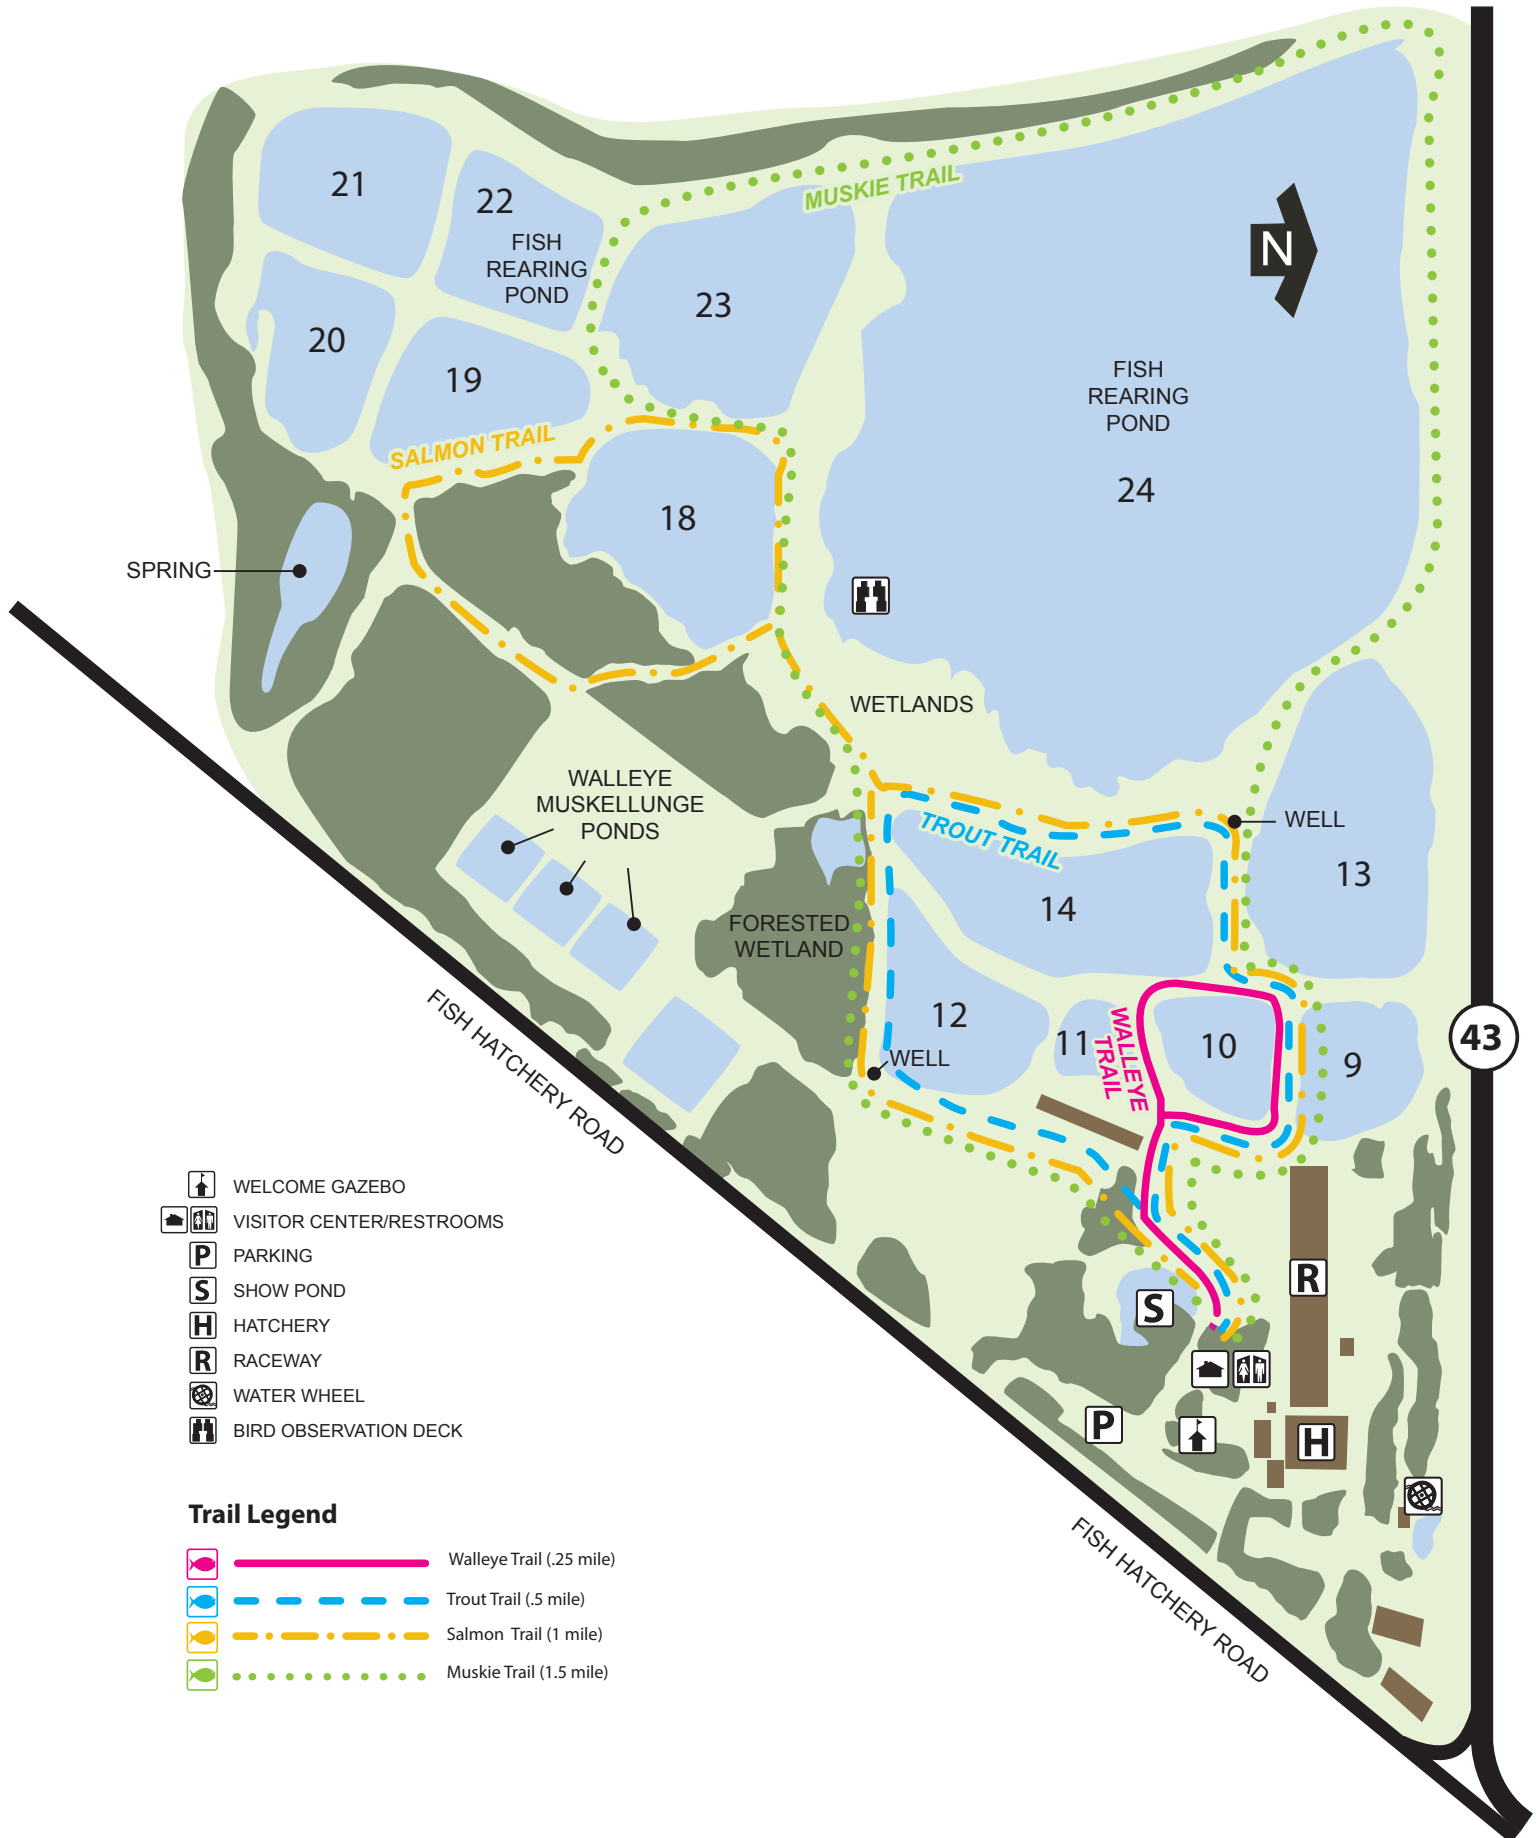 MUSKIE TRAIL
21
22
FISH
REARING
POND
N
23
20
19
FISH
REARING
POND
24
SALMON TRAIL
18
SPRING
WETLANDS
WALLEYE
MUSKELLUNGE
PONDS
TROUT TRAIL
WELL
13
14
FORESTED
WETLAND
12
11
WALLEYE
TRAIL
10
9
43
WELL
FISH HATCHERY ROAD
R
S
P
H
FISH HATCHERY ROAD
WELCOME GAZEBO
VISITOR CENTER/RESTROOMS
P PARKING
S SHOW POND
H HATCHERY
R RACEWAY
WATER WHEEL
BIRD OBSERVATION DECK
Trail Legend
Walleye Trail (.25 mile)
Trout Trail (.5 mile)
Salmon Trail (1 mile)
Muskie Trail (1.5 mile)